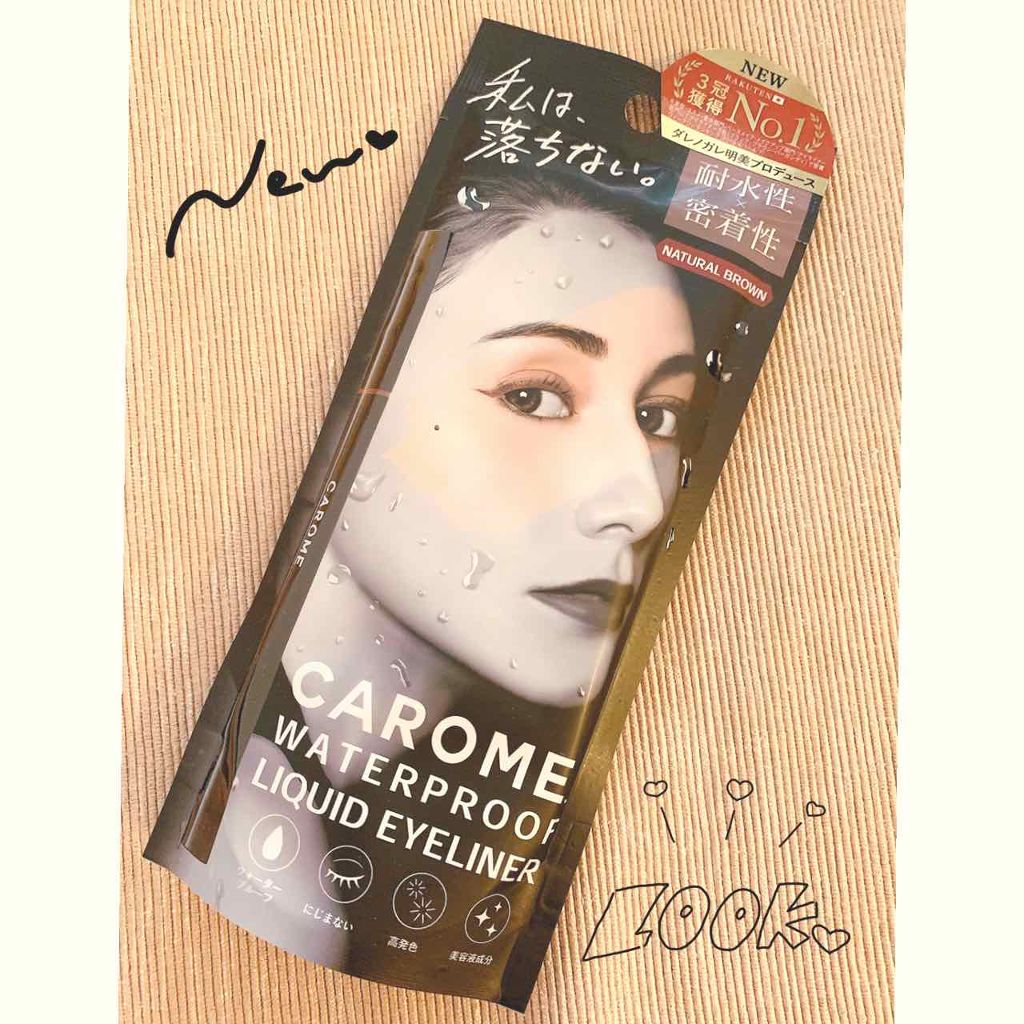 New
私は、
落ちない。
NEW
RAKUTEN
3冠
獲得
No.1
ダレノガレ明美プロデュース
耐水性
×
密着性
NATURAL BROWN
CAROME
CAROME
WATERPROOF
LIQUID EYELINER
ウォーター
プルーフ
にじまない
高発色
美容液成分
LOOK